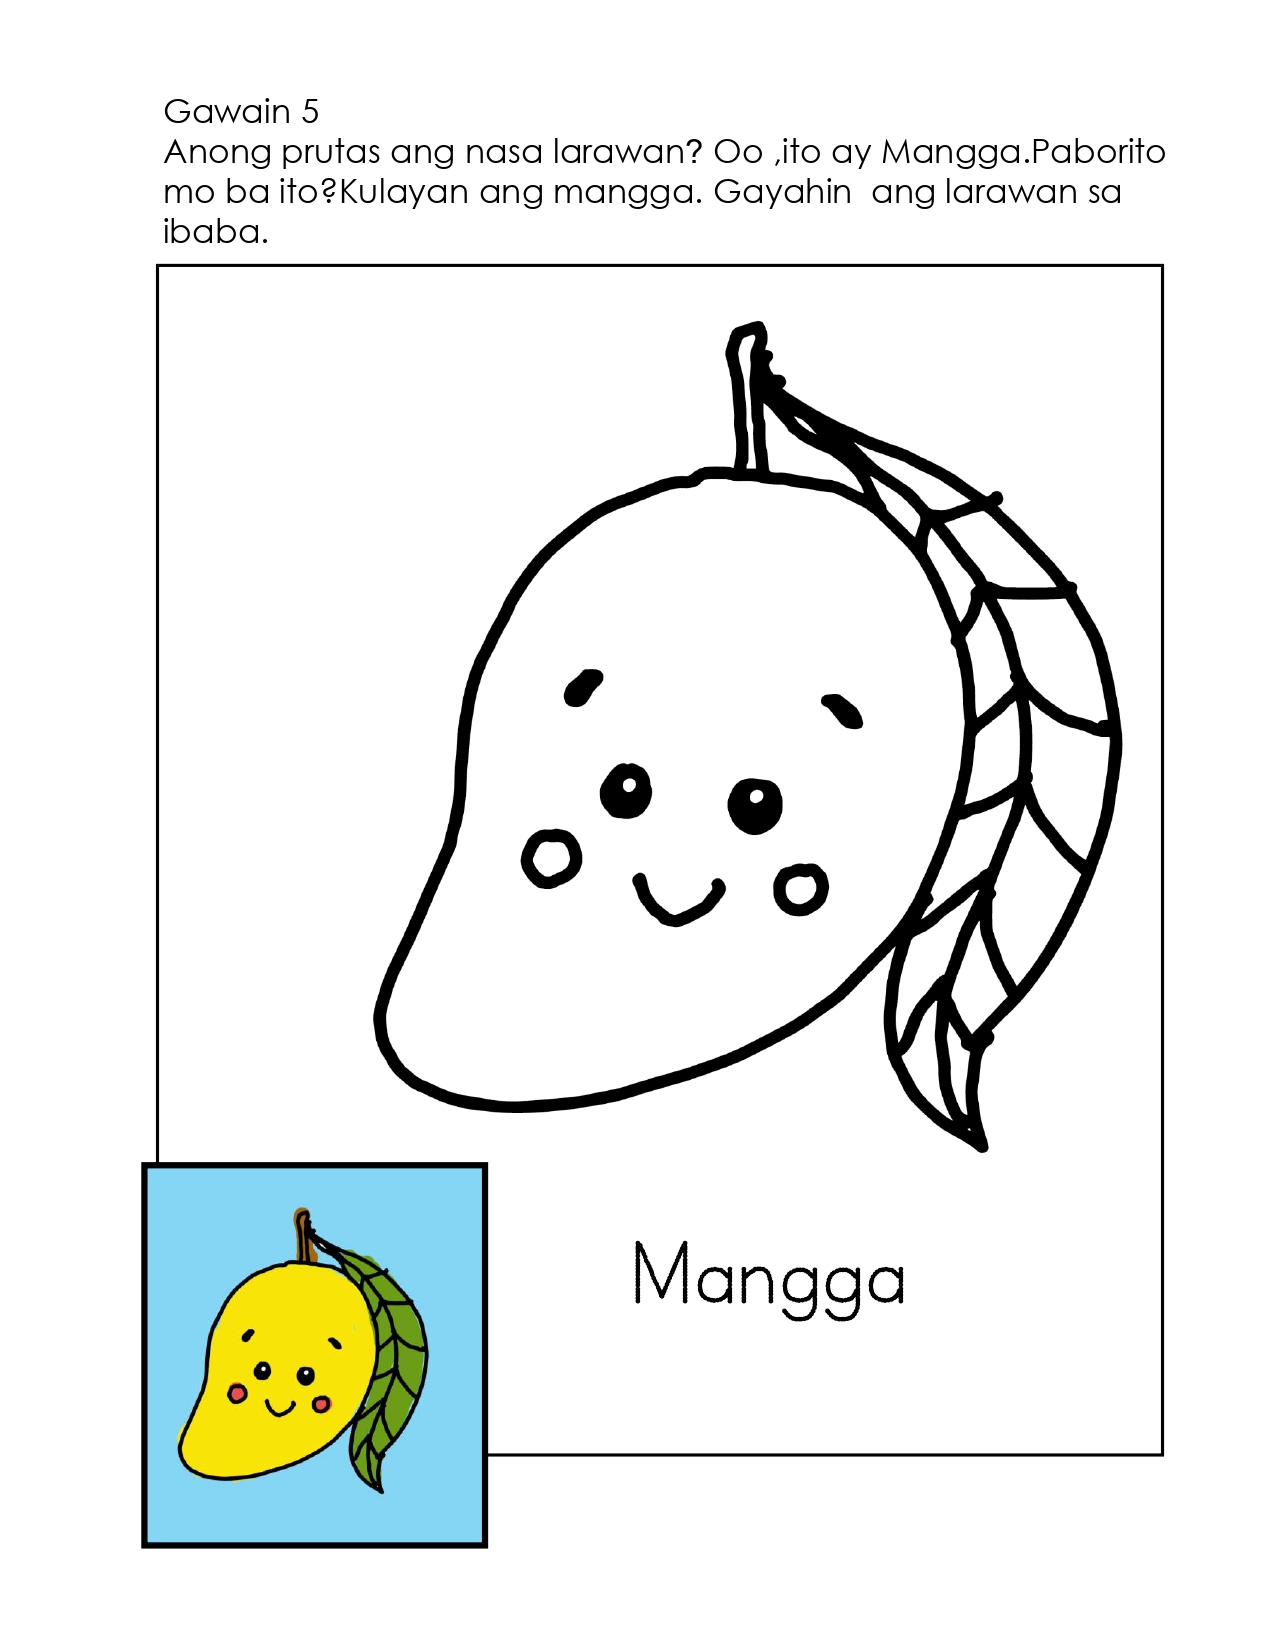 Gawain 5
Anong prutas ang nasa larawan? Oo ,ito ay Mangga.Paborito
mo ba ito?Kulayan ang mangga. Gayahin  ang larawan sa
ibaba.
Mangga